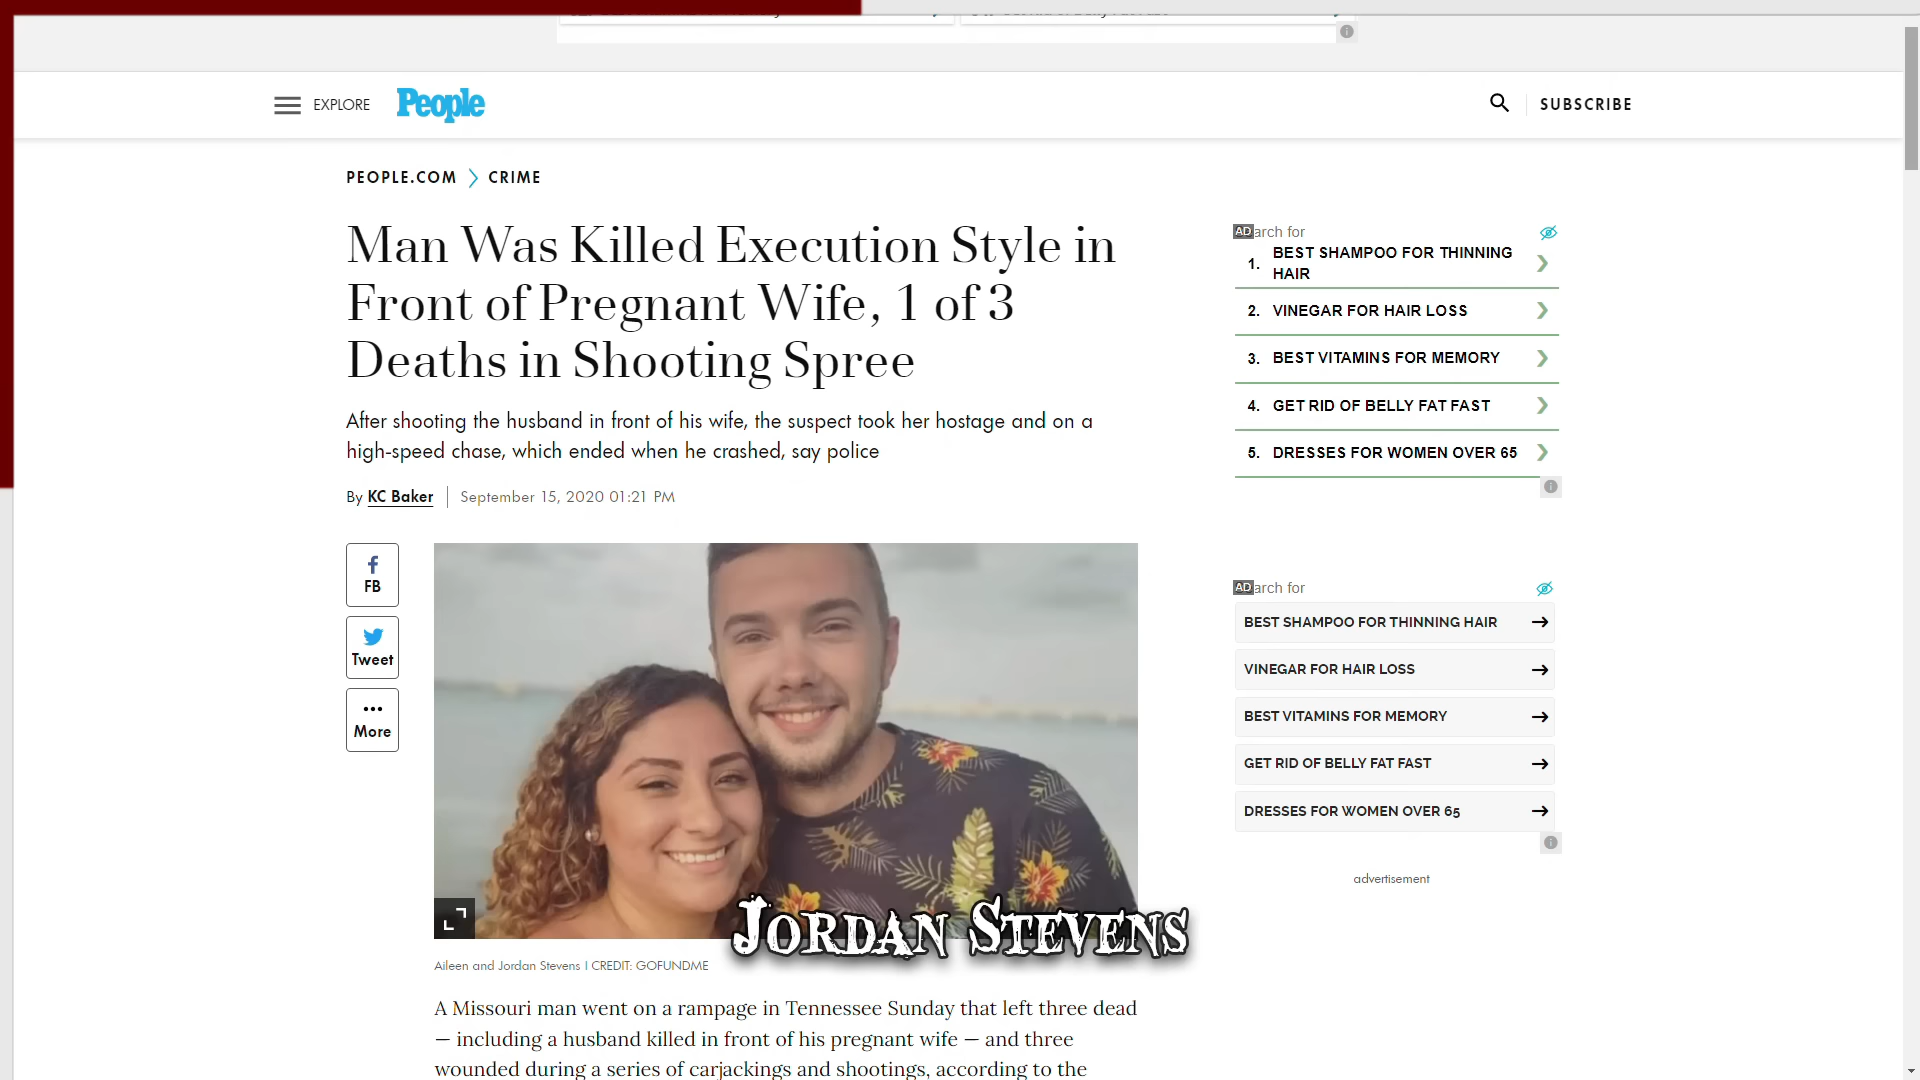 EXPLORE
People
SUBSCRIBE
PEOPLE.COM
CRIME
Man Was Killed Execution Style in
Front of Pregnant Wife, 1 of 3
Deaths in Shooting Spree
After shooting the husband in front of his wife, the suspect took her hostage and on a
high-speed chase, which ended when he crashed, say police
By KC Baker
September 15, 2020 01:21 PM
FB
Tweet
More
Jordan Stevens
Aileen and Jordan Stevens | CREDIT: GOFUNDME
A Missouri man went on a rampage in Tennessee Sunday that left three dead
— including a husband killed in front of his pregnant wife — and three
wounded during a series of carjackings and shootings, according to the
AD arch for
1. BEST SHAMPOO FOR THINNING
HAIR
2. VINEGAR FOR HAIR LOSS
3. BEST VITAMINS FOR MEMORY
4. GET RID OF BELLY FAT FAST
5. DRESSES FOR WOMEN OVER 65
AD arch for
BEST SHAMPOO FOR THINNING HAIR
VINEGAR FOR HAIR LOSS
BEST VITAMINS FOR MEMORY
GET RID OF BELLY FAT FAST
DRESSES FOR WOMEN OVER 65
advertisement